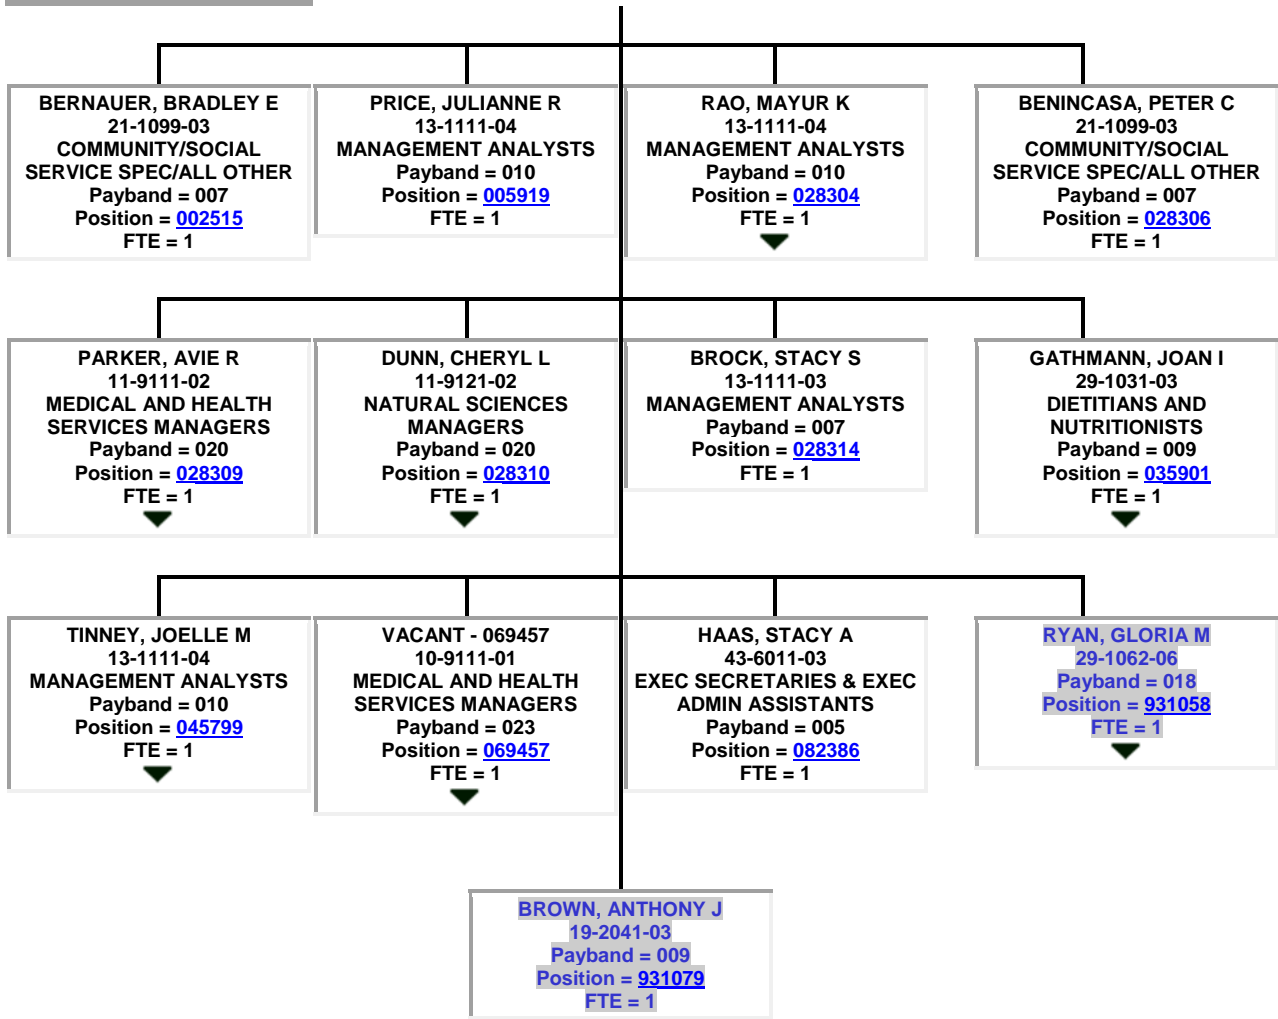 BERNAUER, BRADLEY E
21-1099-03
COMMUNITY/SOCIAL
SERVICE SPEC/ALL OTHER
Payband = 007
Position = 002515
FTE = 1
PRICE, JULIANNE R
13-1111-04
MANAGEMENT ANALYSTS
Payband = 010
Position = 005919
FTE = 1
RAO, MAYUR K
13-1111-04
MANAGEMENT ANALYSTS
Payband = 010
Position = 028304
FTE = 1
BENINCASA, PETER C
21-1099-03
COMMUNITY/SOCIAL
SERVICE SPEC/ALL OTHER
Payband = 007
Position = 028306
FTE = 1
PARKER, AVIE R
11-9111-02
MEDICAL AND HEALTH
SERVICES MANAGERS
Payband = 020
Position = 028309
FTE = 1
DUNN, CHERYL L
11-9121-02
NATURAL SCIENCES
MANAGERS
Payband = 020
Position = 028310
FTE = 1
BROCK, STACY S
13-1111-03
MANAGEMENT ANALYSTS
Payband = 007
Position = 028314
FTE = 1
GATHMANN, JOAN I
29-1031-03
DIETITIANS AND
NUTRITIONISTS
Payband = 009
Position = 035901
FTE = 1
TINNEY, JOELLE M
13-1111-04
MANAGEMENT ANALYSTS
Payband = 010
Position = 045799
FTE = 1
VACANT - 069457
10-9111-01
MEDICAL AND HEALTH
SERVICES MANAGERS
Payband = 023
Position = 069457
FTE = 1
HAAS, STACY A
43-6011-03
EXEC SECRETARIES & EXEC
ADMIN ASSISTANTS
Payband = 005
Position = 082386
FTE = 1
RYAN, GLORIA M
29-1062-06
Payband = 018
Position = 931058
FTE = 1
BROWN, ANTHONY J
19-2041-03
Payband = 009
Position = 931079
FTE = 1